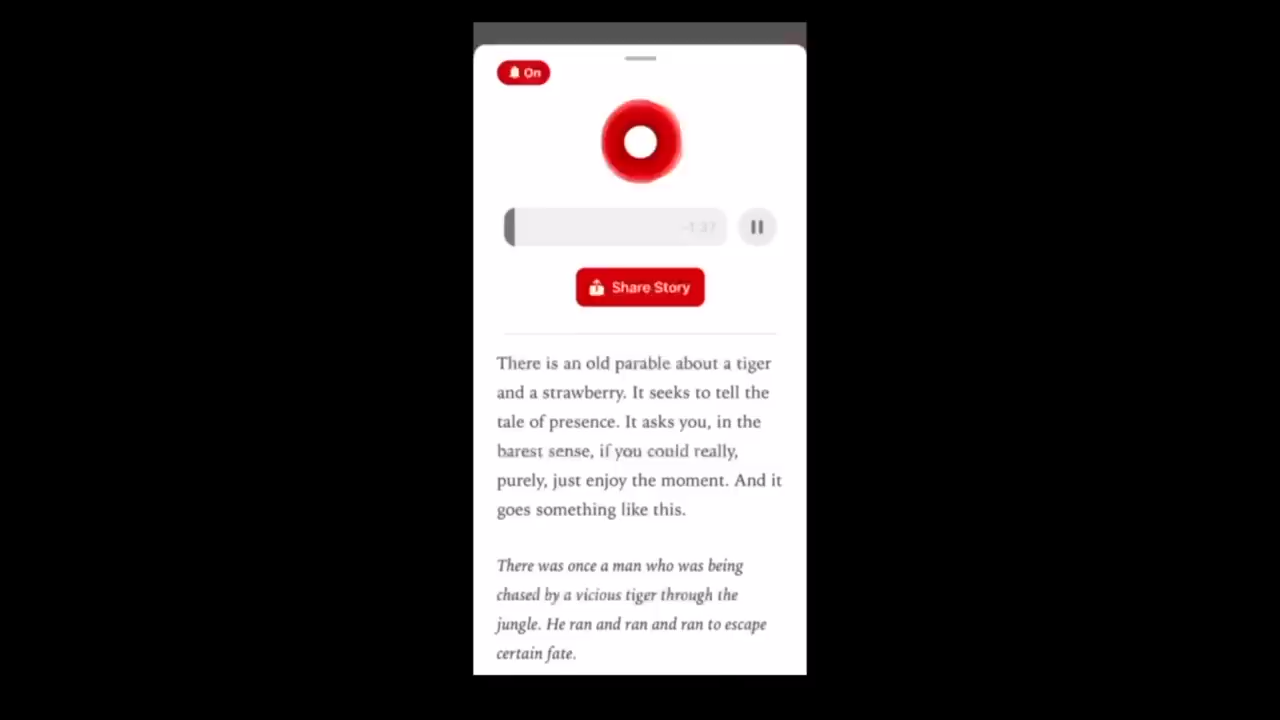 On
-1:37
Share Story
There is an old parable about a tiger
and a strawberry. It seeks to tell the
tale of presence. It asks you, in the
barest sense, if you could really,
purely, just enjoy the moment. And it
goes something like this.
There was once a man who was being
chased by a vicious tiger through the
jungle. He ran and ran and ran to escape
certain fate.